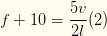 f + 10 = \frac{5v}{2l}(2)